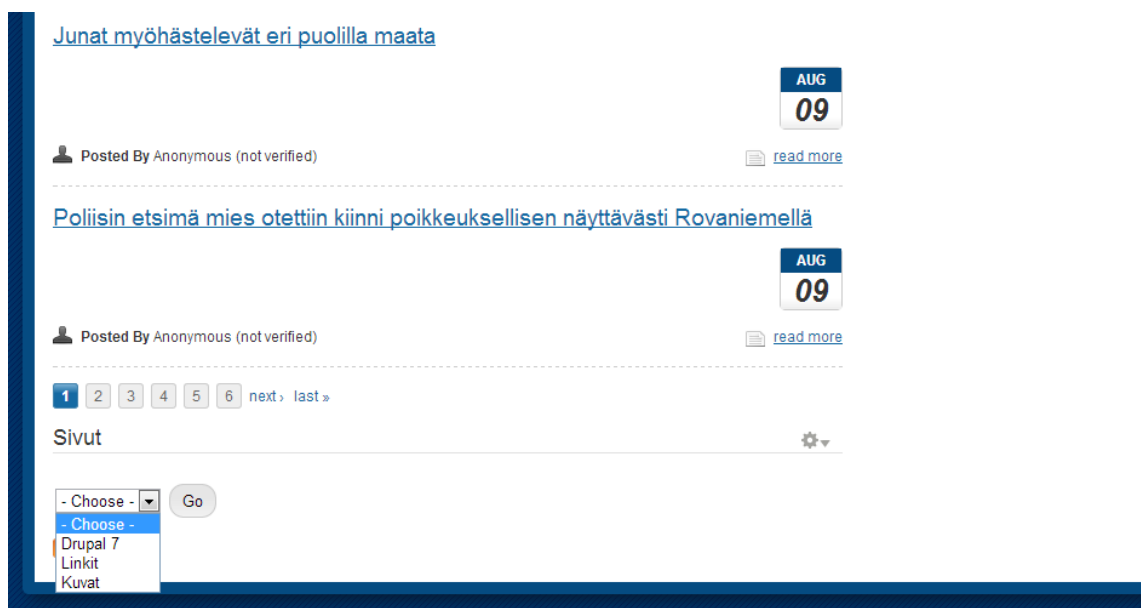 Junat myöhästelevät eri puolilla maata
AUG
09
Posted By Anonymous (not verified)
read more
Poliisin etsimä mies otettiin kiinni poikkeuksellisen näyttävästi Rovaniemellä
AUG
09
Posted By Anonymous (not verified)
read more
1 2 3 4 5 6 next › last »
Sivut
- Choose - Go
- Choose -
Drupal 7
Linkit
Kuvat